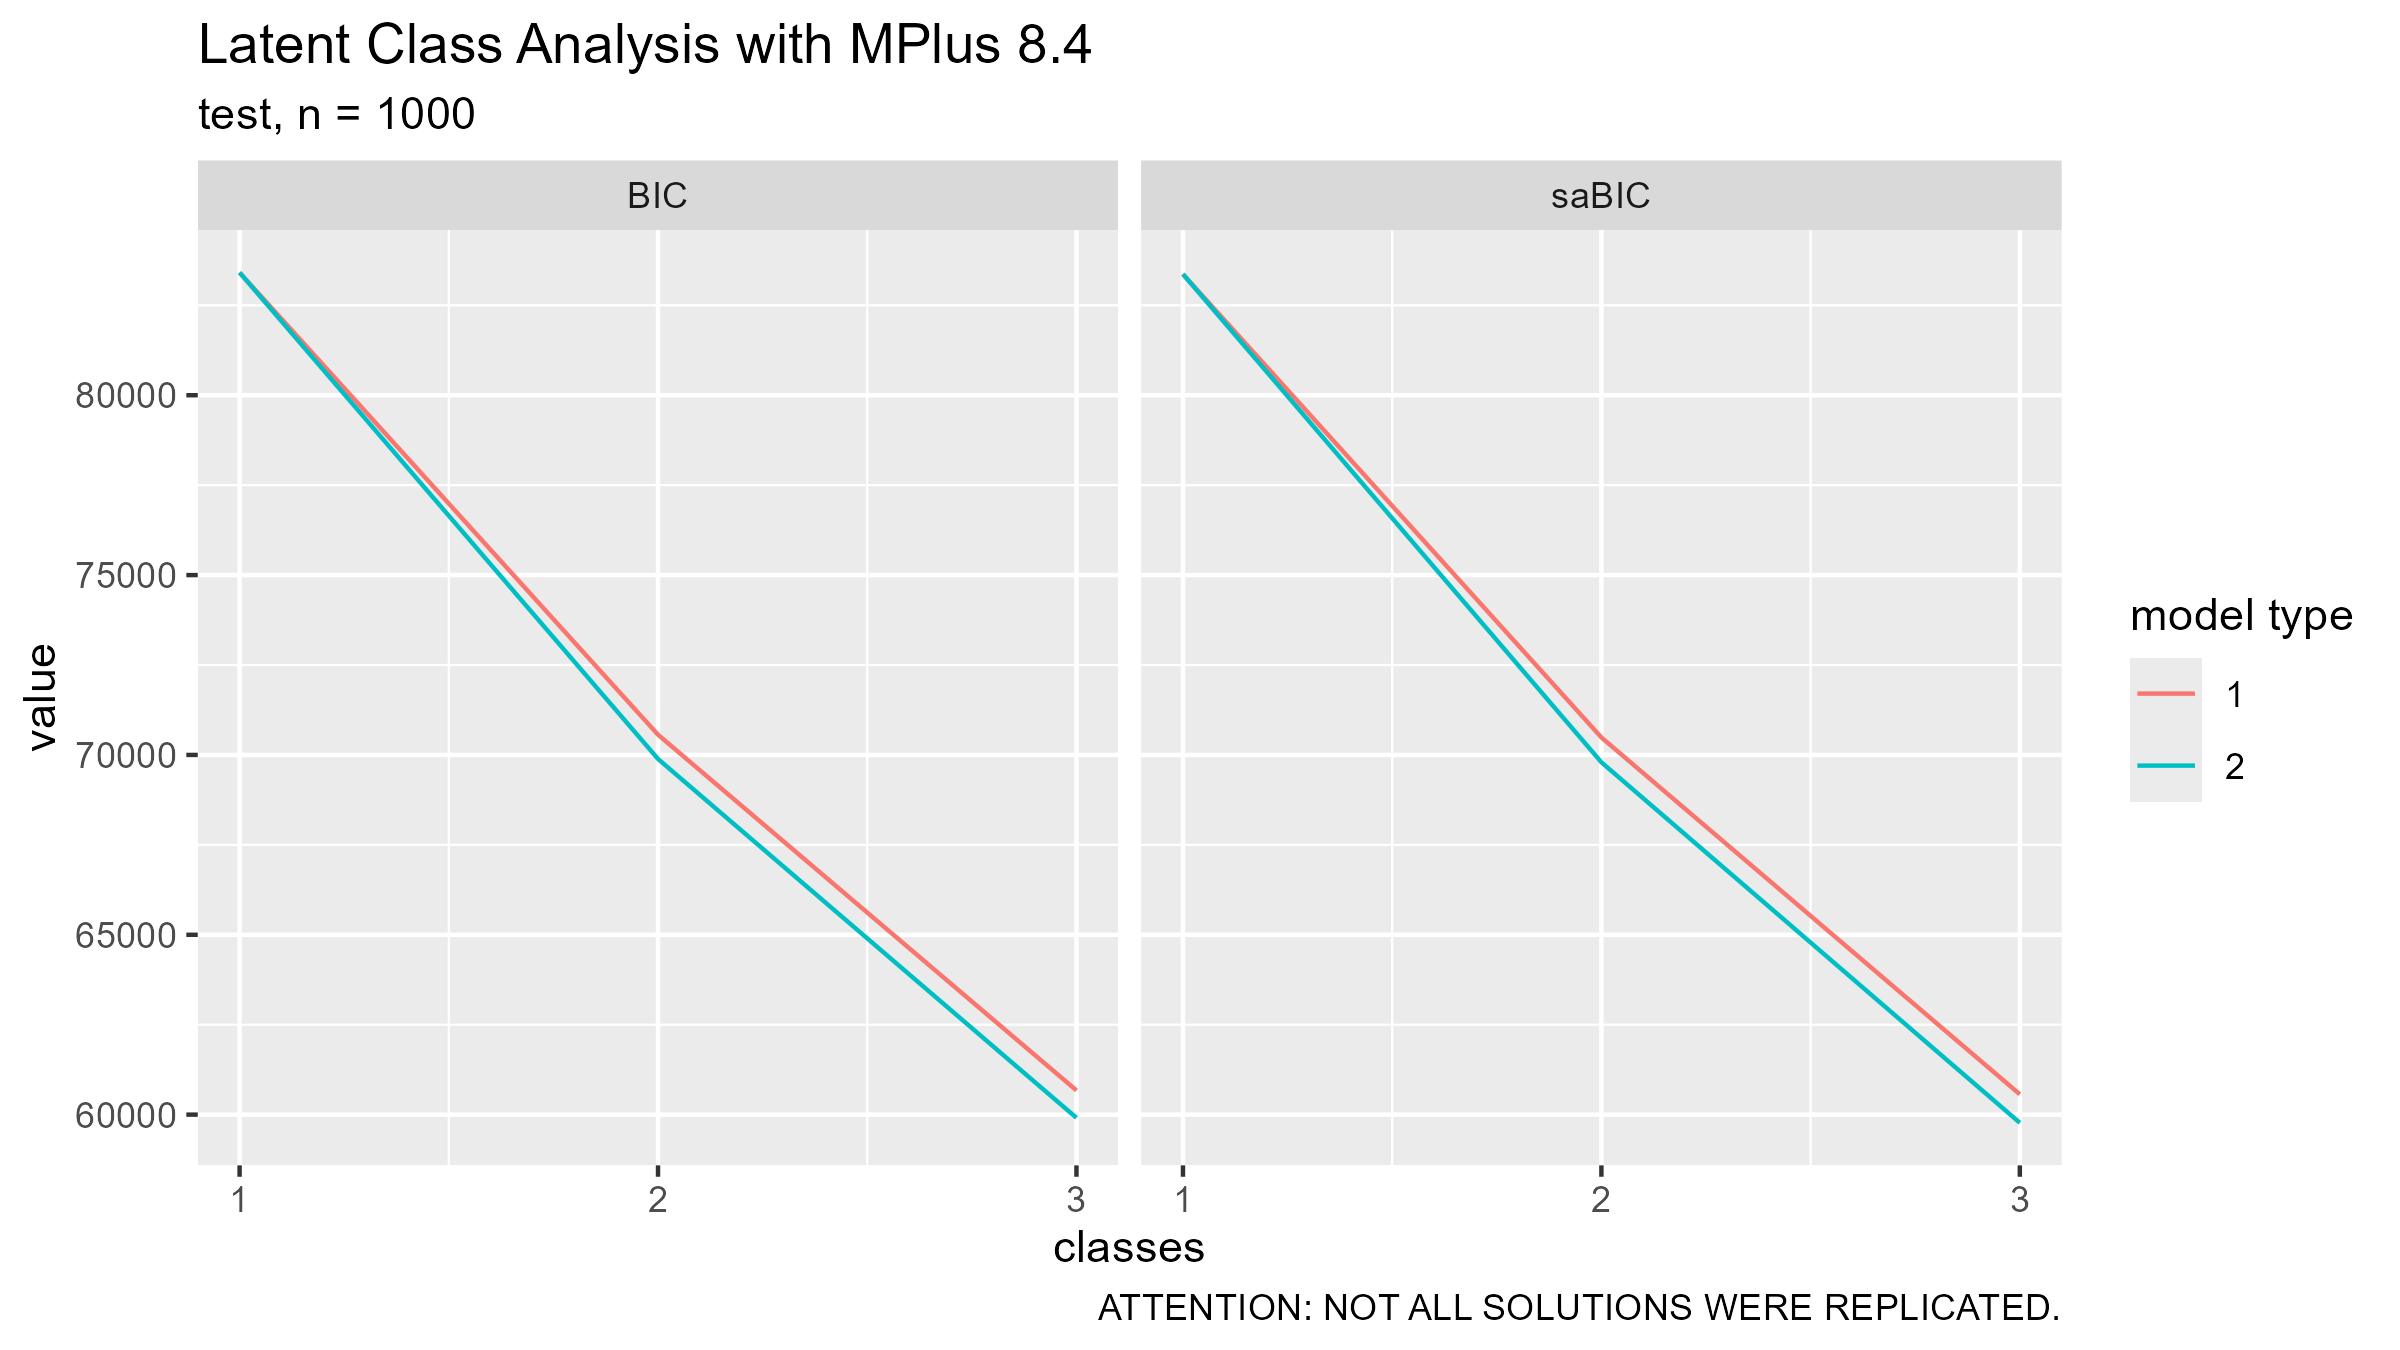 Latent Class Analysis with MPlus 8.4
test, n = 1000
BIC
saBIC
value
80000
75000
70000
65000
60000
1
2
3
1
2
3
classes
model type
1
2
ATTENTION: NOT ALL SOLUTIONS WERE REPLICATED.